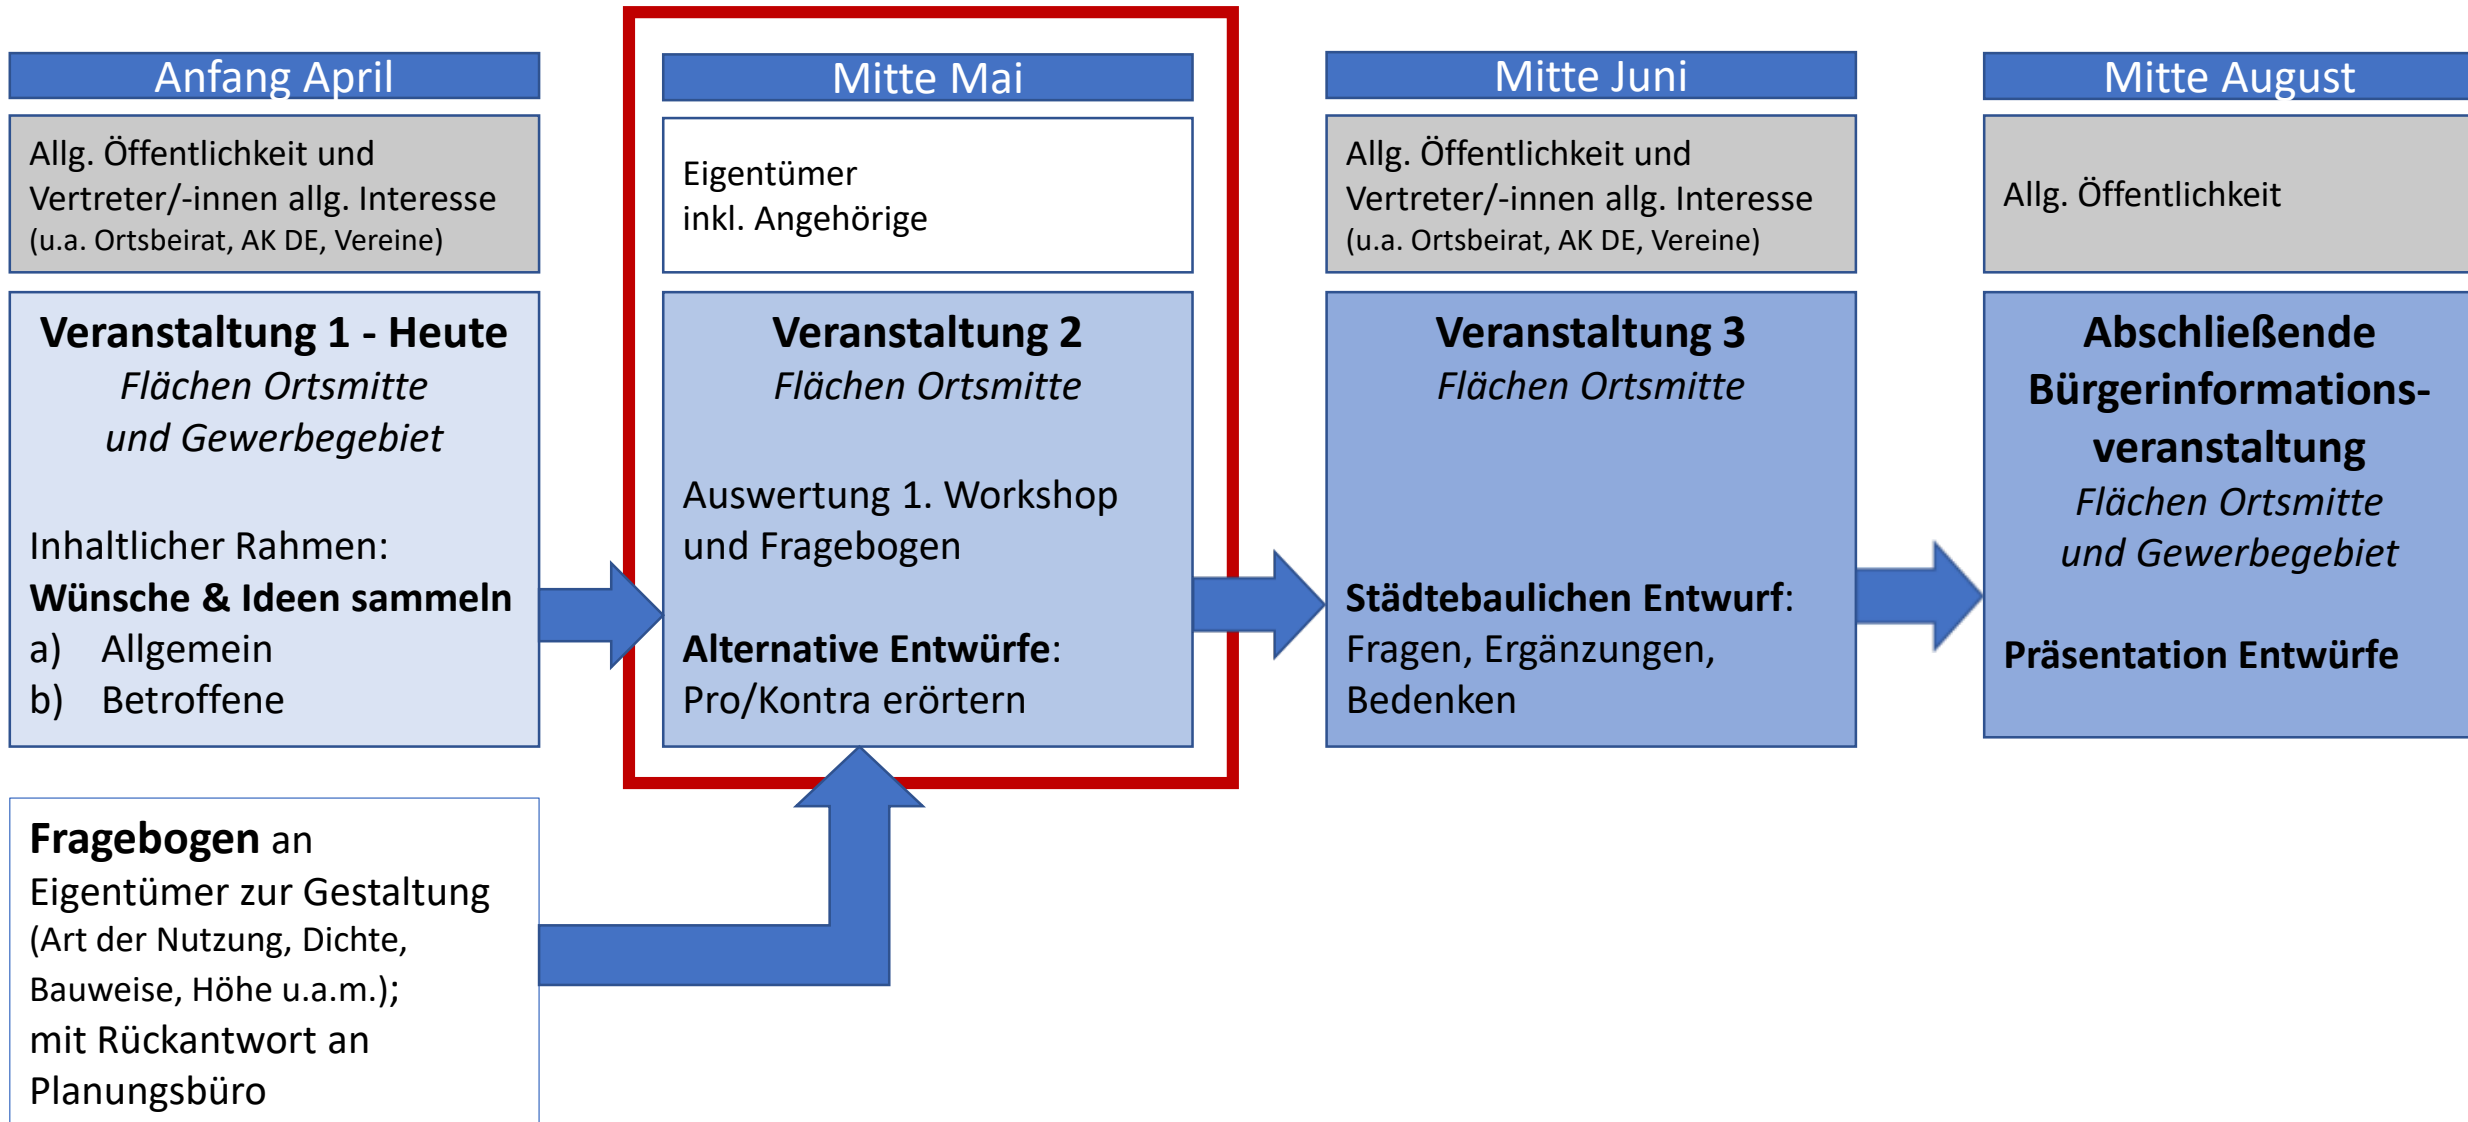 Anfang April
Allg. Öffentlichkeit und
Vertreter/-innen allg. Interesse
(u.a. Ortsbeirat, AK DE, Vereine)
Veranstaltung 1 - Heute
Flächen Ortsmitte
und Gewerbegebiet
Inhaltlicher Rahmen:
Wünsche & Ideen sammeln
a) Allgemein
b) Betroffene
Fragebogen an
Eigentümer zur Gestaltung
(Art der Nutzung, Dichte,
Bauweise, Höhe u.a.m.);
mit Rückantwort an
Planungsbüro
Mitte Mai
Eigentümer
inkl. Angehörige
Veranstaltung 2
Flächen Ortsmitte
Auswertung 1. Workshop
und Fragebogen
Alternative Entwürfe:
Pro/Kontra erörtern
Mitte Juni
Allg. Öffentlichkeit und
Vertreter/-innen allg. Interesse
(u.a. Ortsbeirat, AK DE, Vereine)
Veranstaltung 3
Flächen Ortsmitte
Städtebaulichen Entwurf:
Fragen, Ergänzungen,
Bedenken
Mitte August
Allg. Öffentlichkeit
Abschließende
Bürgerinformations-
veranstaltung
Flächen Ortsmitte
und Gewerbegebiet
Präsentation Entwürfe